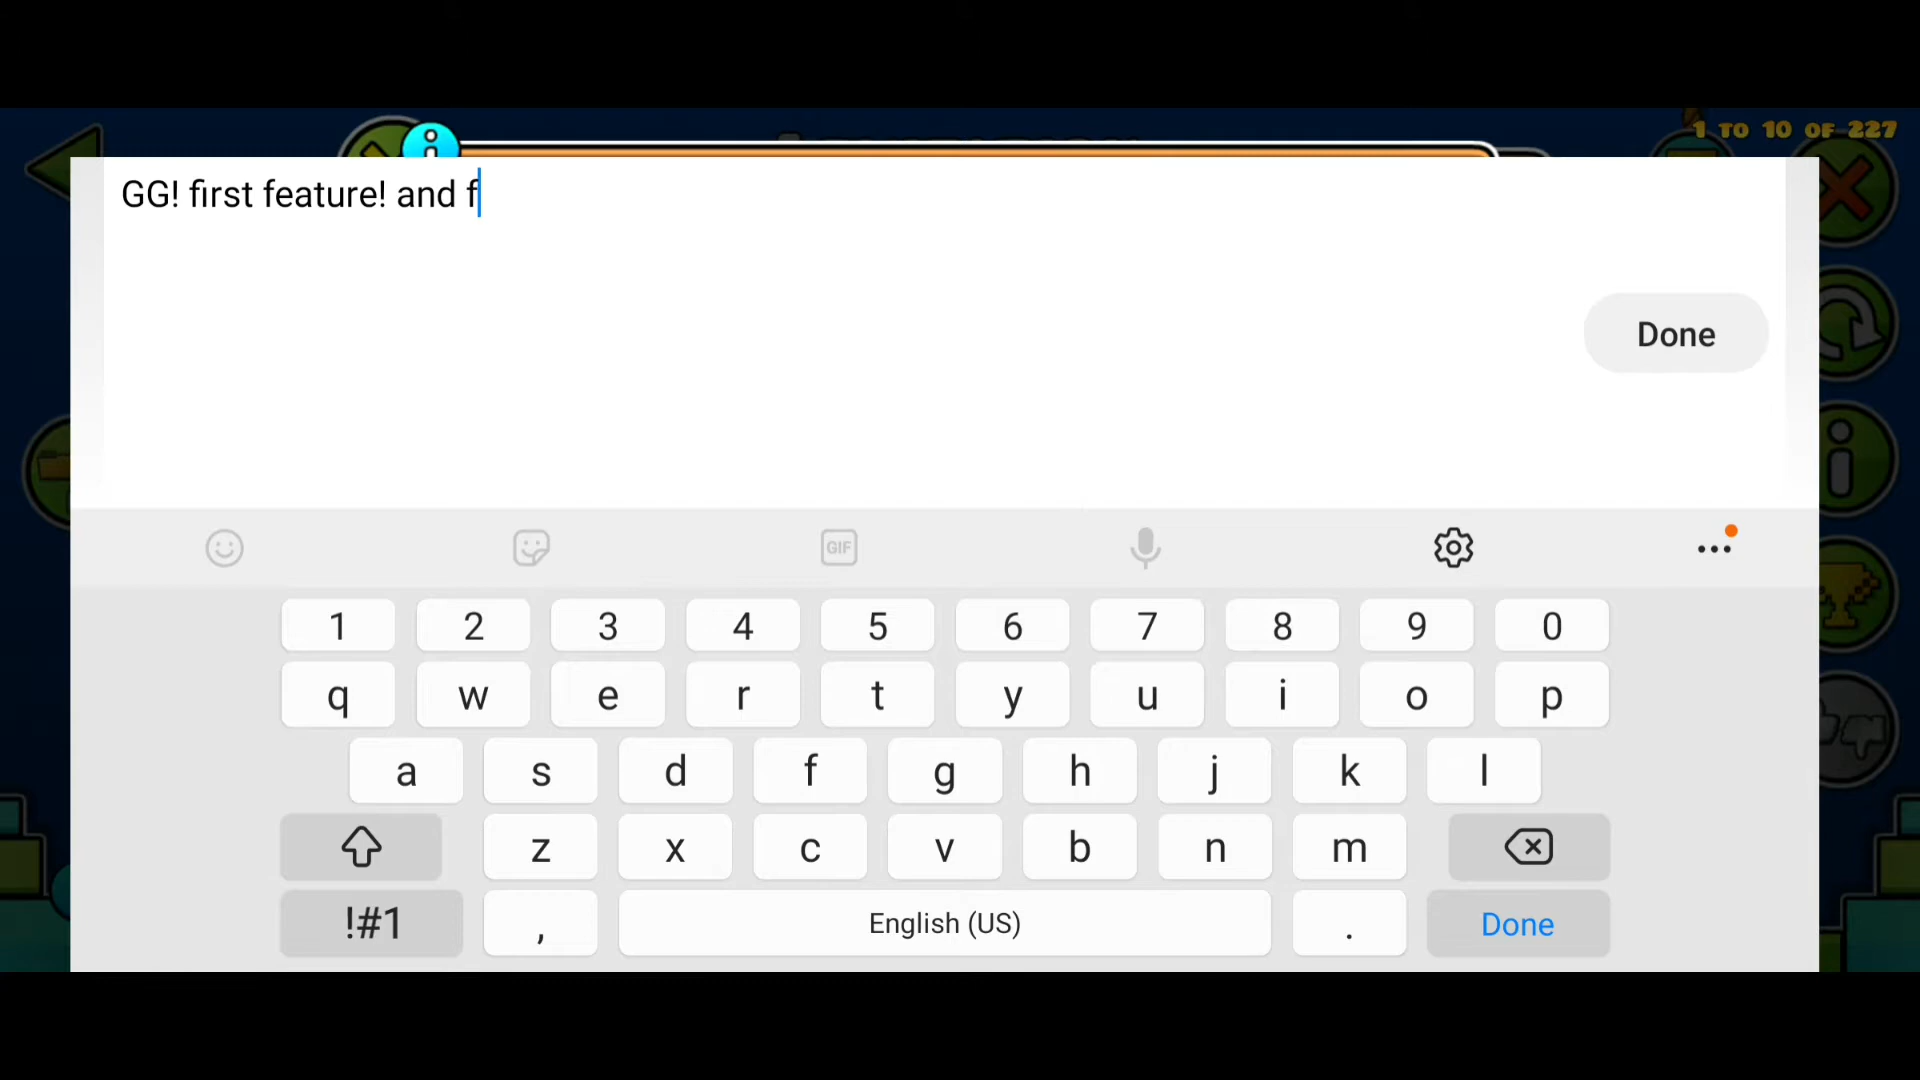 1 TO 10 OF 227
GG! first feature! and f
Done
GIF
1 2 3 4 5 6 7 8 9 0
q w e r t y u i o p
a s d f g h j k l
z x c v b n m
!#1 , English (US) . Done